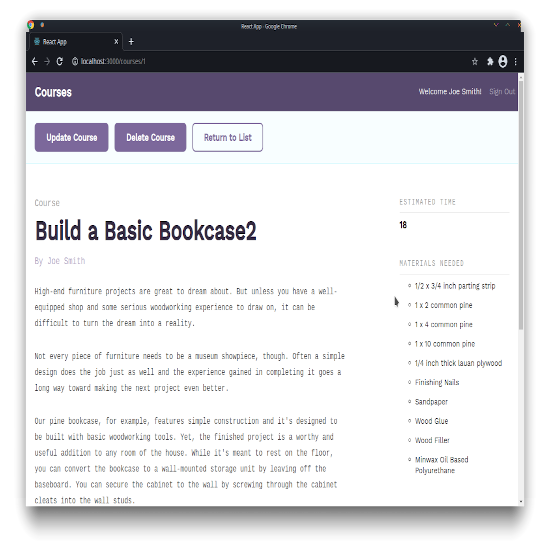 React App - Google Chrome
React App
localhost:3000/courses/1
Courses
Welcome Joe Smith!
Sign Out
Update Course
Delete Course
Return to List
Course
Build a Basic Bookcase2
By Joe Smith
High-end furniture projects are great to dream about. But unless you have a well-
equipped shop and some serious woodworking experience to draw on, it can be
difficult to turn the dream into a reality.
Not every piece of furniture needs to be a museum showpiece, though. Often a simple
design does the job just as well and the experience gained in completing it goes a
long way toward making the next project even better.
Our pine bookcase, for example, features simple construction and it's designed to
be built with basic woodworking tools. Yet, the finished project is a worthy and
useful addition to any room of the house. While it's meant to rest on the floor,
you can convert the bookcase to a wall-mounted storage unit by leaving off the
baseboard. You can secure the cabinet to the wall by screwing through the cabinet
cleats into the wall studs.
ESTIMATED TIME
18
MATERIALS NEEDED
1/2 x 3/4 inch parting strip
1 x 2 common pine
1 x 4 common pine
1 x 10 common pine
1/4 inch thick lauan plywood
Finishing Nails
Sandpaper
Wood Glue
Wood Filler
Minwax Oil Based
Polyurethane